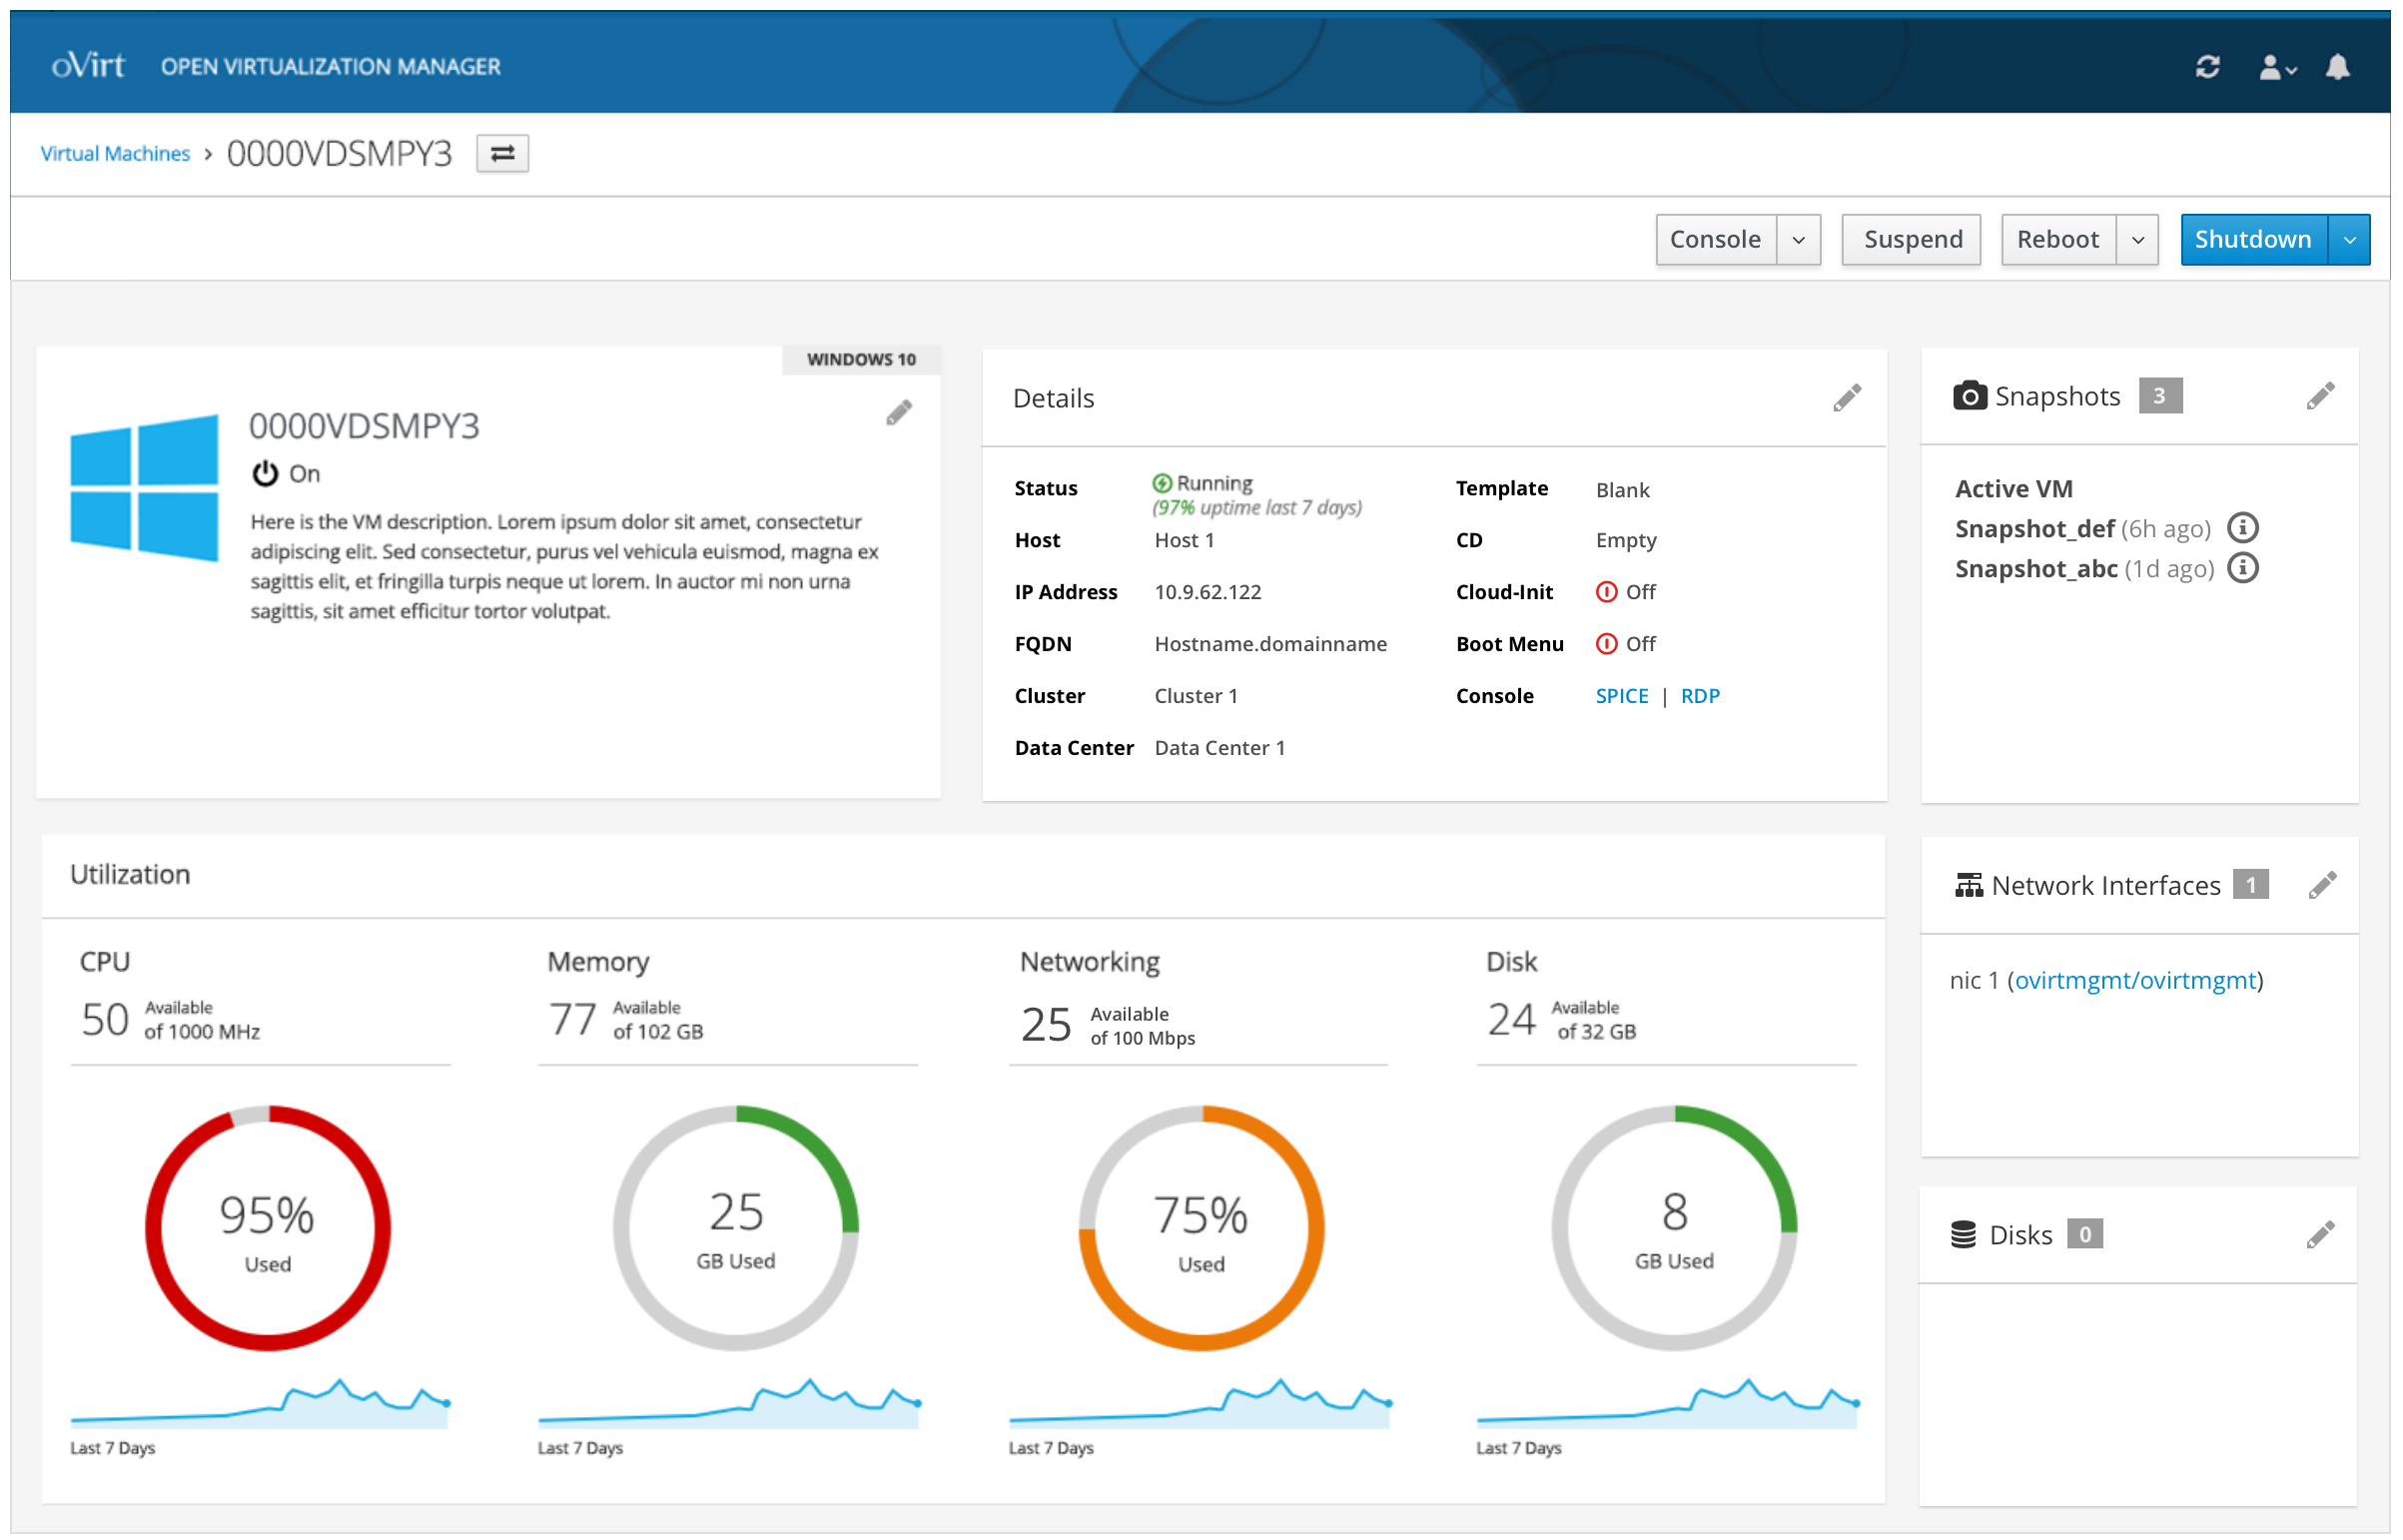 oVirt OPEN VIRTUALIZATION MANAGER
Virtual Machines > 0000VDSMPY3
Console Suspend Reboot Shutdown
WINDOWS 10
0000VDSMPY3
On
Here is the VM description. Lorem ipsum dolor sit amet, consectetur
adipiscing elit. Sed consectetur, purus vel vehicula euismod, magna ex
sagittis elit, et fringilla turpis neque ut lorem. In auctor mi non urna
sagittis, sit amet efficitur tortor volutpat.
Details
Status Running
(97% uptime last 7 days)
Host Host 1
IP Address 10.9.62.122
FQDN Hostname.domainname
Cluster Cluster 1
Data Center Data Center 1
Template Blank
CD Empty
Cloud-Init Off
Boot Menu Off
Console SPICE | RDP
Snapshots 3
Active VM
Snapshot_def (6h ago)
Snapshot_abc (1d ago)
Utilization
CPU
50 Available
of 1000 MHz
95%
Used
Last 7 Days
Memory
77 Available
of 102 GB
25
GB Used
Last 7 Days
Networking
25 Available
of 100 Mbps
75%
Used
Last 7 Days
Disk
24 Available
of 32 GB
8
GB Used
Last 7 Days
Network Interfaces 1
nic 1 (ovirtmgmt/ovirtmgmt)
Disks 0